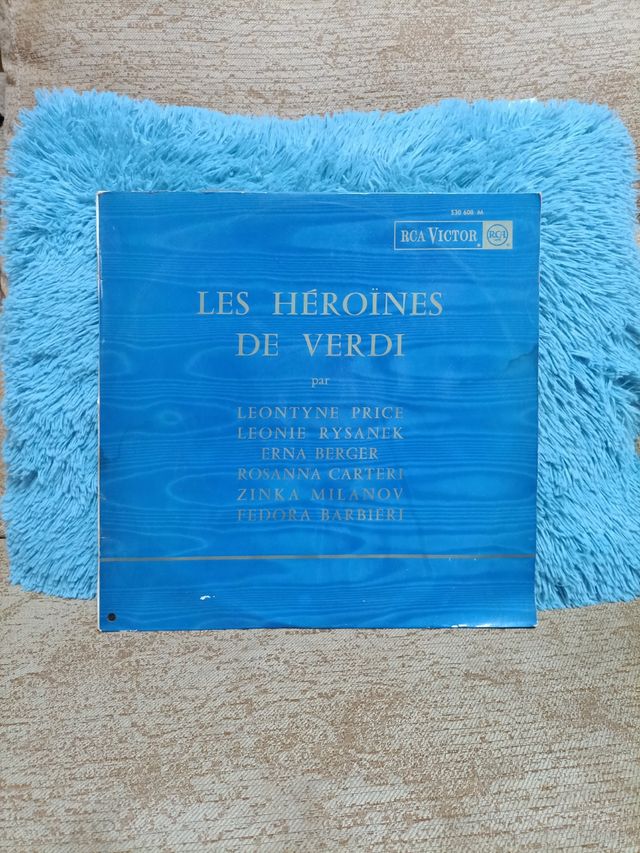 530 608 M
RCA VICTOR RCA
LES HÉROÏNES
DE VERDI
par
LEONTYNE PRICE
LEONIE RYSANEK
ERNA BERGER
ROSANNA CARTERI
ZINKA MILANOV
FEDORA BARBIERI